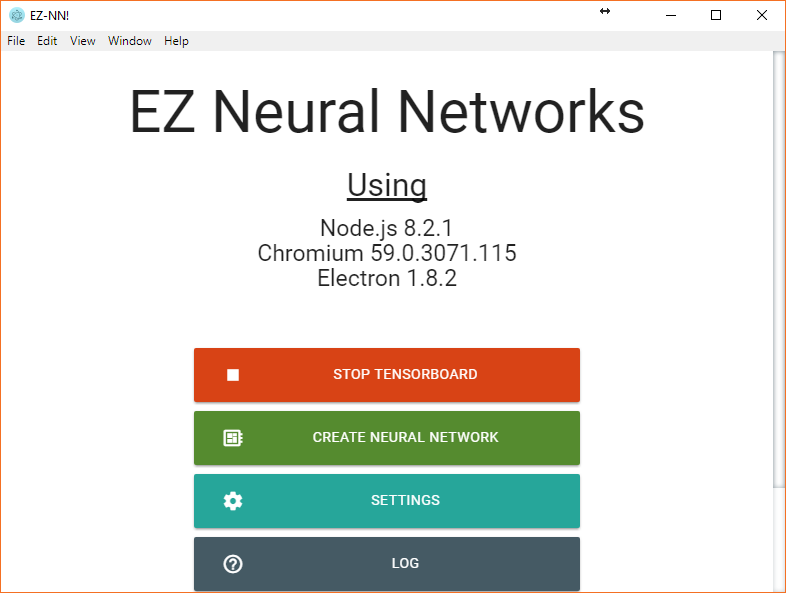 EZ-NN!
File Edit View Window Help
EZ Neural Networks
Using
Node.js 8.2.1
Chromium 59.0.3071.115
Electron 1.8.2
STOP TENSORBOARD
CREATE NEURAL NETWORK
SETTINGS
LOG